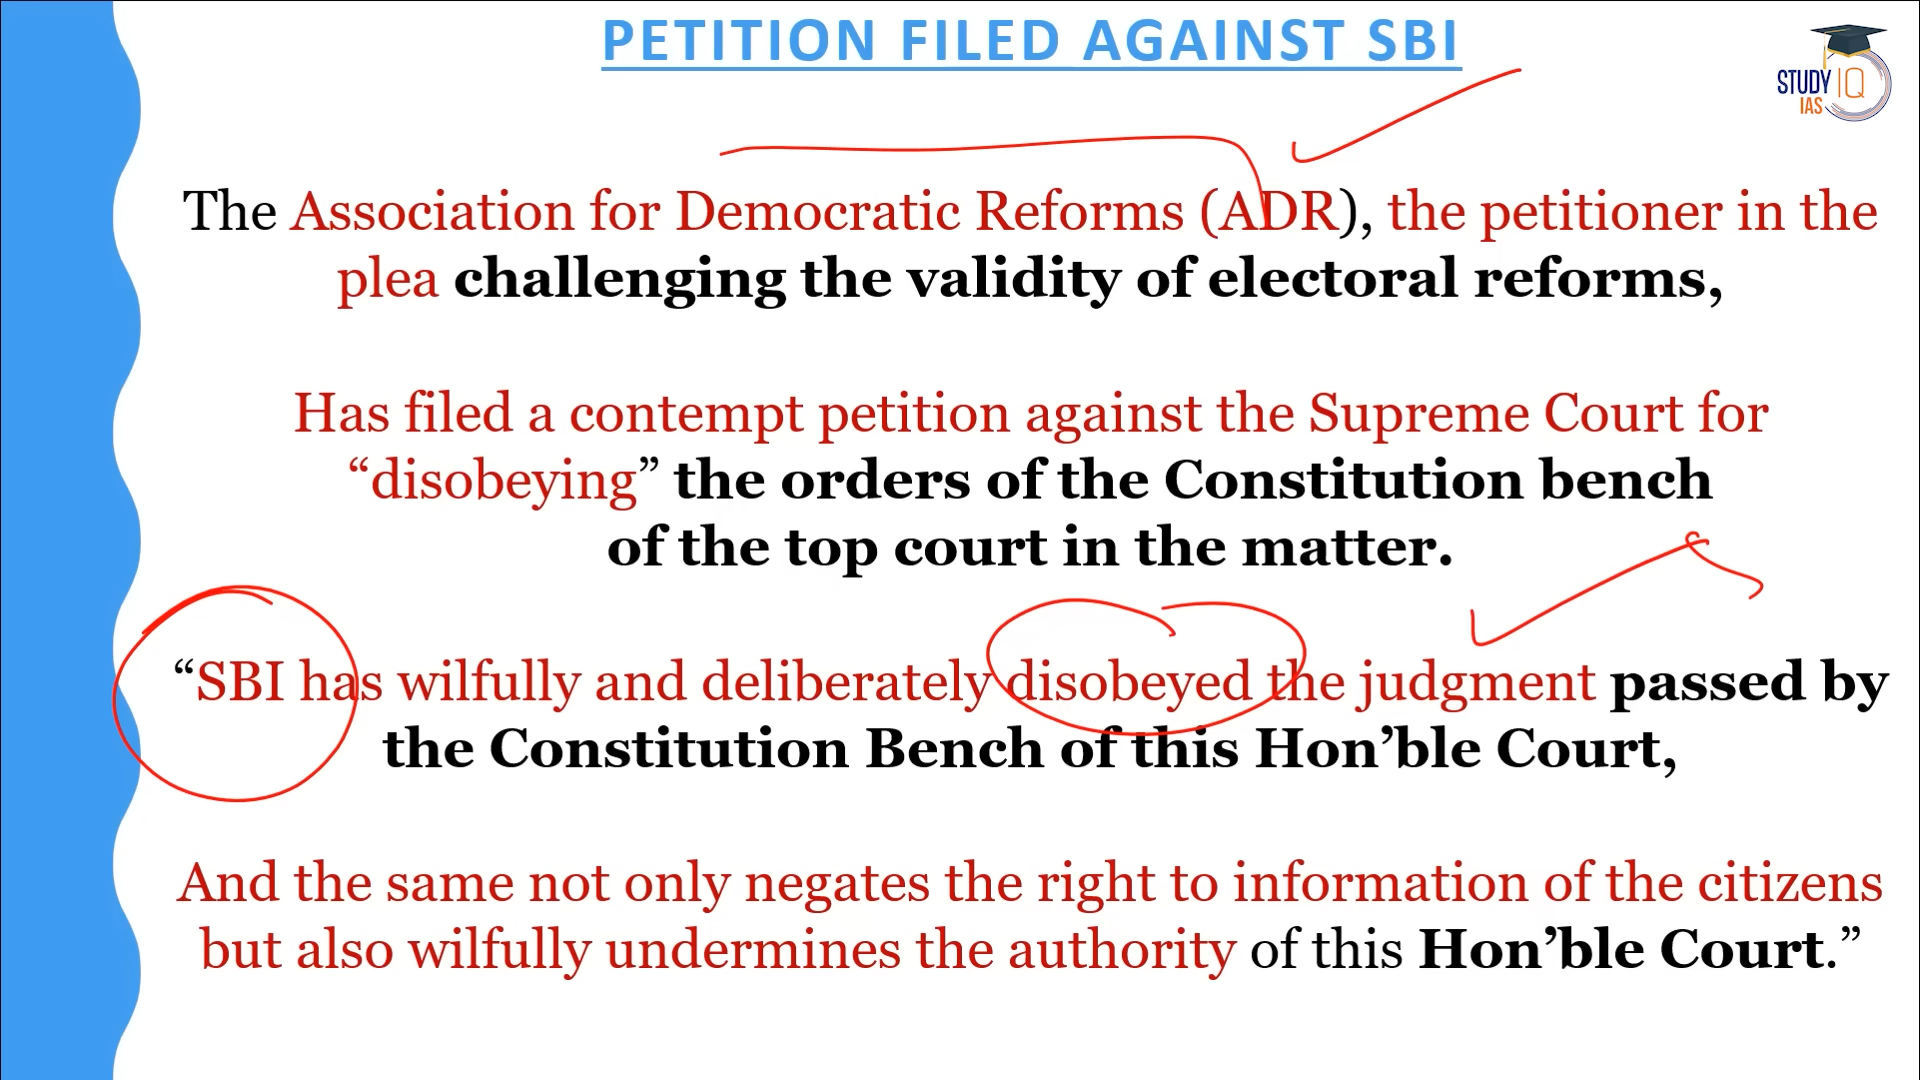 PETITION FILED AGAINST SBI
STUDY IQ
IAS
The Association for Democratic Reforms (ADR), the petitioner in the
plea challenging the validity of electoral reforms,
Has filed a contempt petition against the Supreme Court for
“disobeying” the orders of the Constitution bench
of the top court in the matter.
“SBI has wilfully and deliberately disobeyed the judgment passed by
the Constitution Bench of this Hon’ble Court,
And the same not only negates the right to information of the citizens
but also wilfully undermines the authority of this Hon’ble Court.”